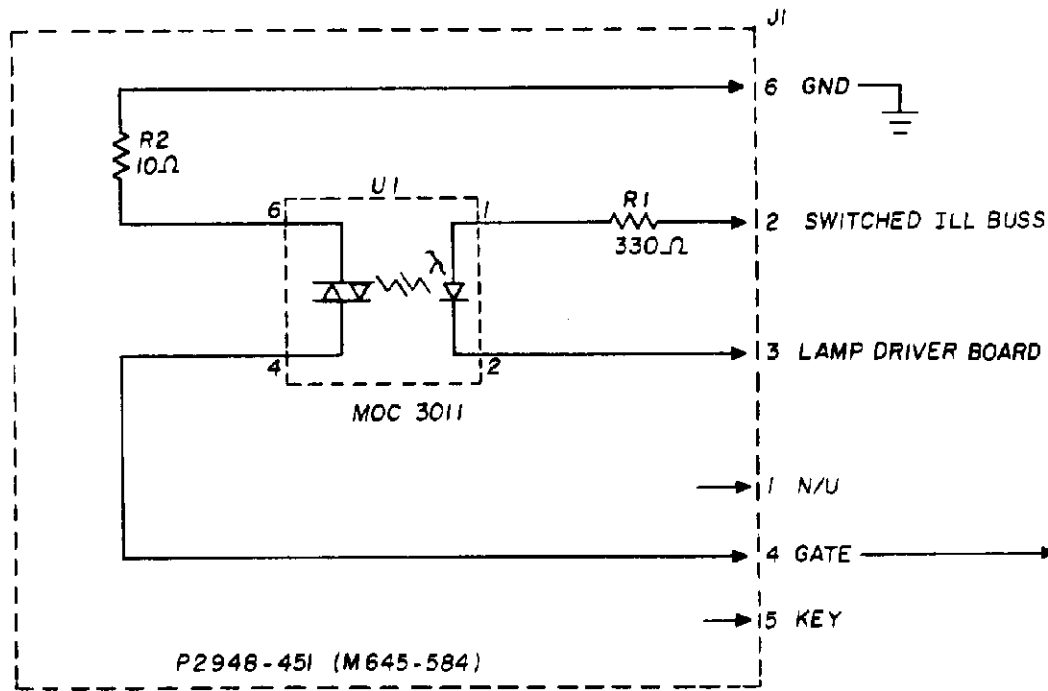 J1
6 GND
R2
10Ω
U1
6
1
R1
330Ω
2 SWITCHED ILL BUSS
λ
4
2
3 LAMP DRIVER BOARD
MOC 3011
1 N/U
4 GATE
5 KEY
P2948-451 (M645-584)